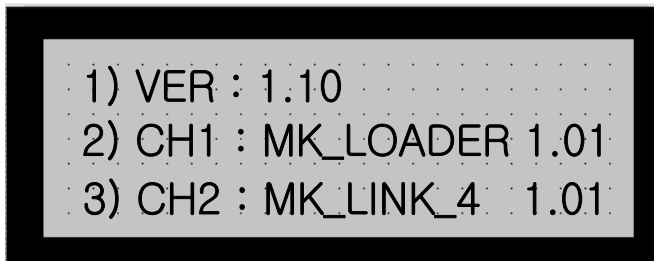 1) VER : 1.10
2) CH1 : MK_LOADER 1.01
3) CH2 : MK_LINK_4 1.01